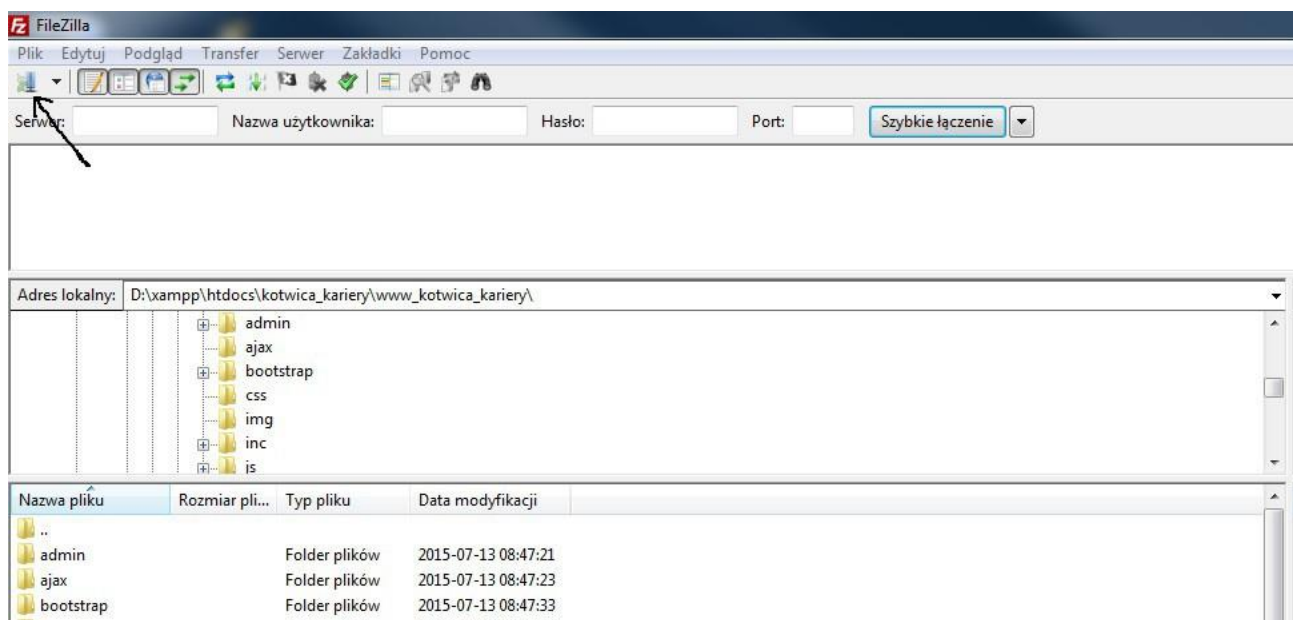 FileZilla
Plik Edytuj Podgląd Transfer Serwer Zakładki Pomoc
Serwer: Nazwa użytkownika: Hasło: Port: Szybkie łączenie
Adres lokalny: D:\xampp\htdocs\kotwica_kariery\www_kotwica_kariery\
admin
ajax
bootstrap
css
img
inc
js
Nazwa pliku Rozmiar pli... Typ pliku Data modyfikacji
..
admin Folder plików 2015-07-13 08:47:21
ajax Folder plików 2015-07-13 08:47:23
bootstrap Folder plików 2015-07-13 08:47:33